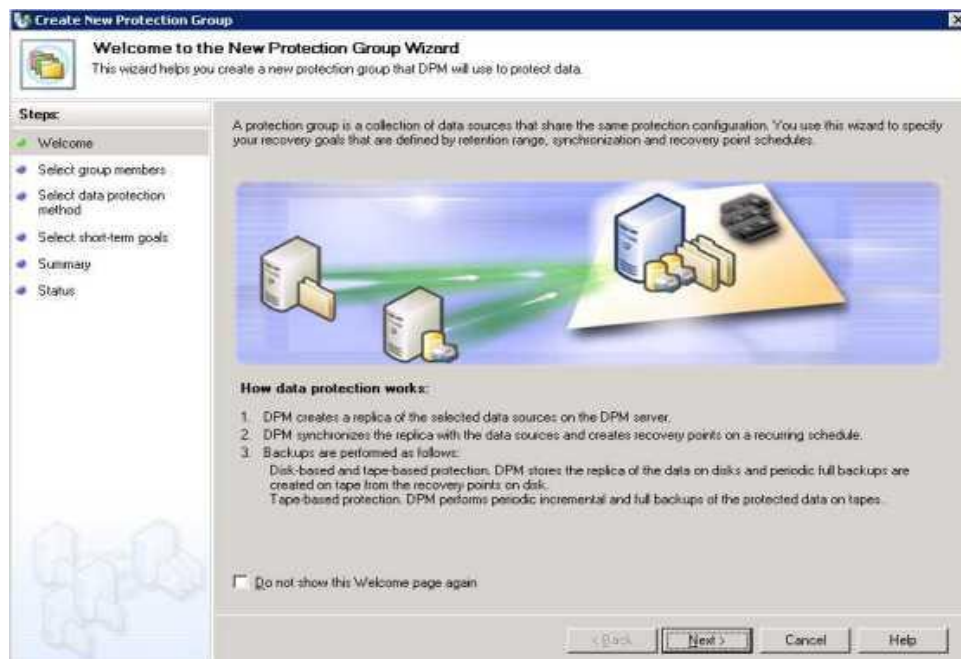 Create New Protection Group
Welcome to the New Protection Group Wizard
This wizard helps you create a new protection group that DPM will use to protect data.
Steps:
Welcome
Select group members
Select data protection
method
Select short-term goals
Summary
Status
A protection group is a collection of data sources that share the same protection configuration. You use this wizard to specify
your recovery goals that are defined by retention range, synchronization and recovery point schedules.
How data protection works:
1. DPM creates a replica of the selected data sources on the DPM server.
2. DPM synchronizes the replica with the data sources and creates recovery points on a recurring schedule.
3. Backups are performed as follows:
Disk-based and tape-based protection. DPM stores the replica of the data on disks and periodic full backups are
created on tape from the recovery points on disk.
Tape-based protection. DPM performs periodic incremental and full backups of the protected data on tapes.
Do not show this Welcome page again
< Back
Next >
Cancel
Help